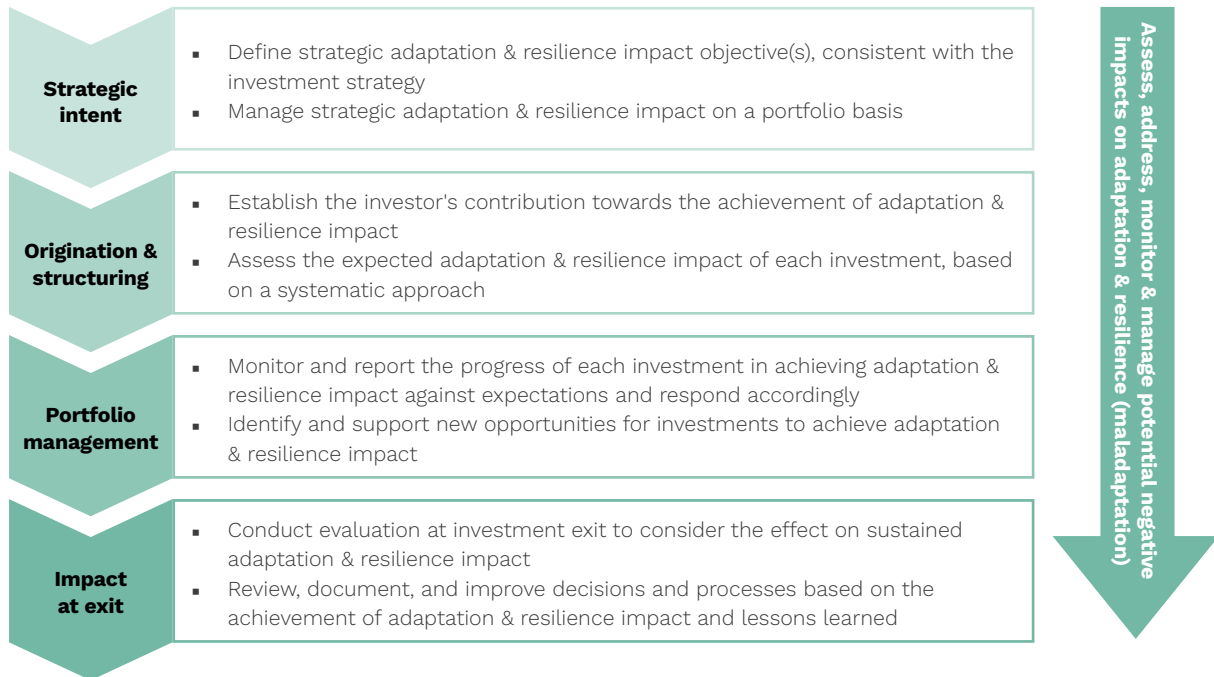 Strategic
intent
▪ Define strategic adaptation & resilience impact objective(s), consistent with the
investment strategy
▪ Manage strategic adaptation & resilience impact on a portfolio basis
Origination &
structuring
▪ Establish the investor's contribution towards the achievement of adaptation &
resilience impact
▪ Assess the expected adaptation & resilience impact of each investment, based
on a systematic approach
Portfolio
management
▪ Monitor and report the progress of each investment in achieving adaptation &
resilience impact against expectations and respond accordingly
▪ Identify and support new opportunities for investments to achieve adaptation
& resilience impact
Impact
at exit
▪ Conduct evaluation at investment exit to consider the effect on sustained
adaptation & resilience impact
▪ Review, document, and improve decisions and processes based on the
achievement of adaptation & resilience impact and lessons learned
Assess, address, monitor & manage potential negative
impacts on adaptation & resilience (maladaptation)